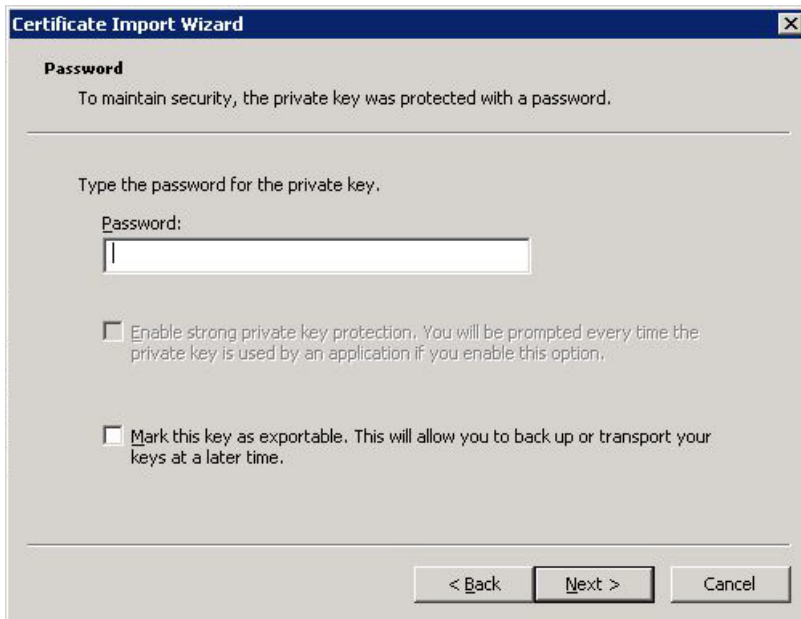 Certificate Import Wizard
Password
To maintain security, the private key was protected with a password.
Type the password for the private key.
Password:
Enable strong private key protection. You will be prompted every time the
private key is used by an application if you enable this option.
Mark this key as exportable. This will allow you to back up or transport your
keys at a later time.
< Back Next > Cancel